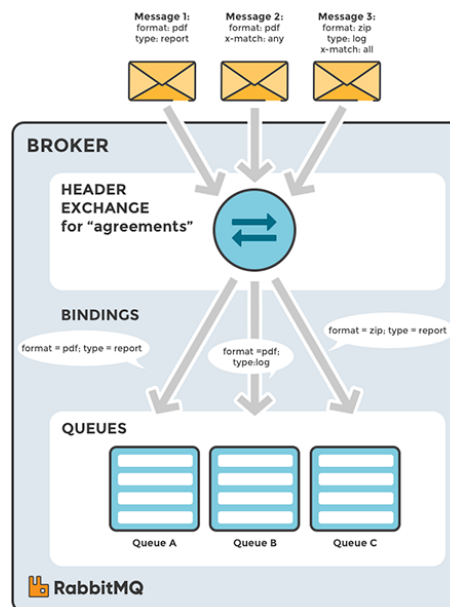 Message 1:
format: pdf
type: report
Message 2:
format: pdf
x-match: any
Message 3:
format: zip
type: log
x-match: all
BROKER
HEADER
EXCHANGE
for “agreements”
BINDINGS
format = pdf; type = report
format =pdf;
type:log
format = zip; type = report
QUEUES
Queue A
Queue B
Queue C
RabbitMQ